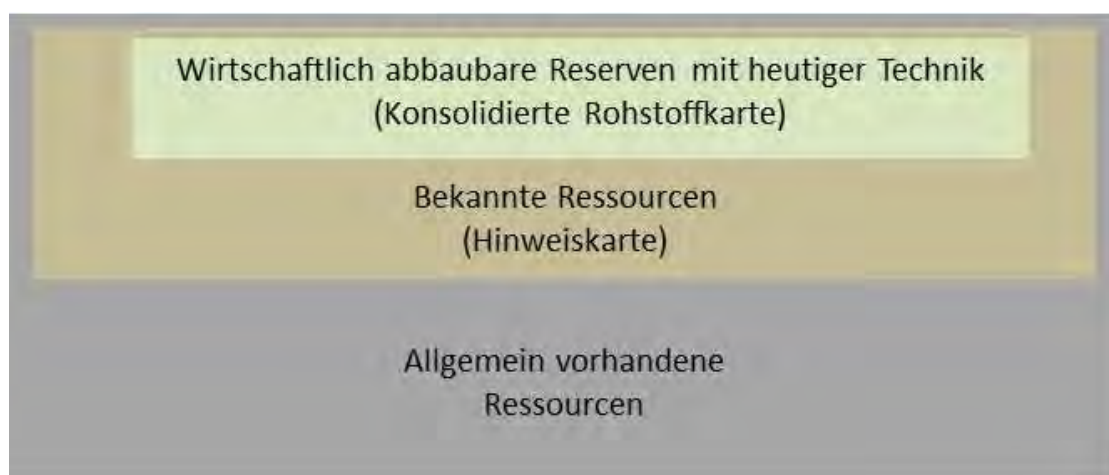 Wirtschaftlich abbaubare Reserven mit heutiger Technik
(Konsolidierte Rohstoffkarte)
Bekannte Ressourcen
(Hinweiskarte)
Allgemein vorhandene
Ressourcen